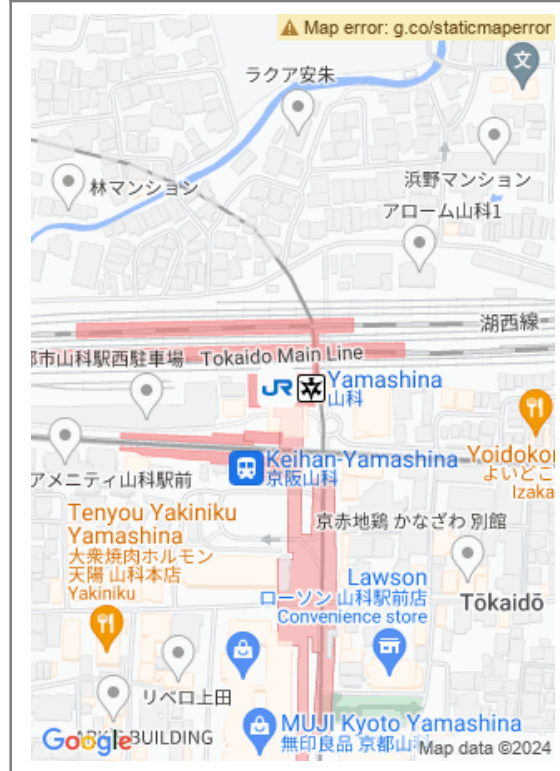 Map error: g.co/staticmaperror
ラクア安朱
文
林マンション
浜野マンション
アローム山科1
湖西線
都市山科駅西駐車場
Tokaido Main Line
JR
Yamashina
山科
Keihan-Yamashina
京阪山科
Yoidokor
よいどこ
Izaka
アメニティ山科駅前
Tenyou Yakiniku
Yamashina
大衆焼肉ホルモン
天陽 山科本店
Yakiniku
京赤地鶏 かなざわ 別館
Lawson
ローソン 山科駅前店
Convenience store
Tōkaidō
リベロ上田
BUILDING
MUJI Kyoto Yamashina
無印良品 京都山科
Google
Map data ©2024